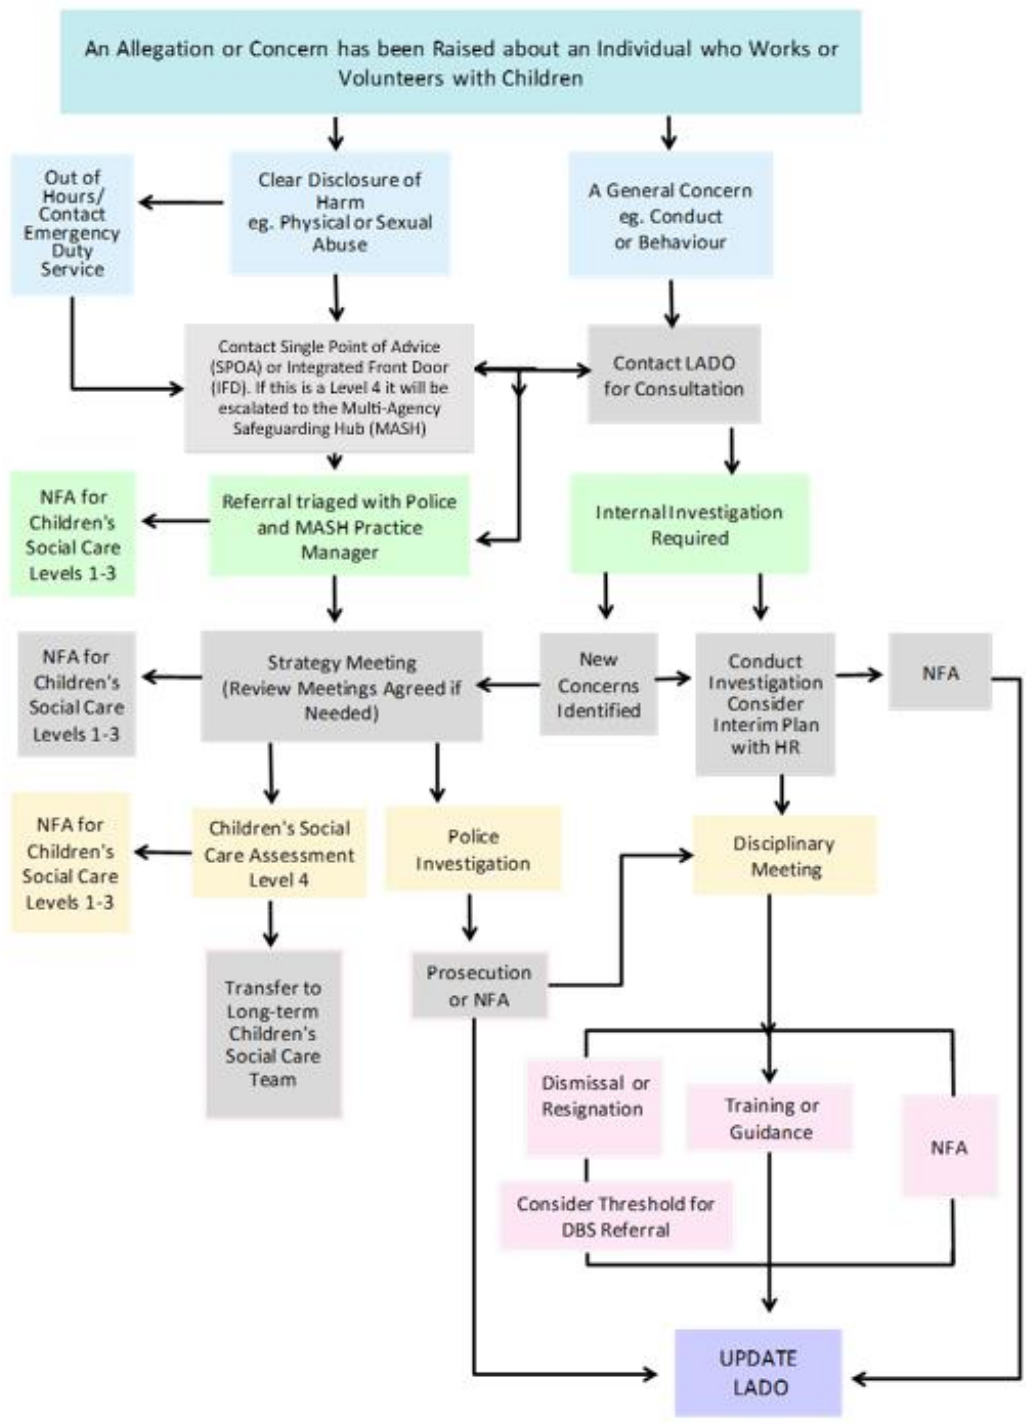 An Allegation or Concern has been Raised about an Individual who Works or
Volunteers with Children
Out of
Hours/
Contact
Emergency
Duty
Service
Clear Disclosure of
Harm
eg. Physical or Sexual
Abuse
A General Concern
eg. Conduct
or Behaviour
Contact Single Point of Advice
(SPOA) or Integrated Front Door
(IFD). If this is a Level 4 it will be
escalated to the Multi-Agency
Safeguarding Hub (MASH)
Contact LADO
for Consultation
NFA for
Children's
Social Care
Levels 1-3
Referral triaged with Police
and MASH Practice
Manager
Internal Investigation
Required
NFA for
Children's
Social Care
Levels 1-3
Strategy Meeting
(Review Meetings Agreed if
Needed)
New
Concerns
Identified
Conduct
Investigation
Consider
Interim Plan
with HR
NFA
NFA for
Children's
Social Care
Levels 1-3
Children's Social
Care Assessment
Level 4
Police
Investigation
Disciplinary
Meeting
Transfer to
Long-term
Children's
Social Care
Team
Prosecution
or NFA
Dismissal or
Resignation
Training or
Guidance
NFA
Consider Threshold for
DBS Referral
UPDATE
LADO